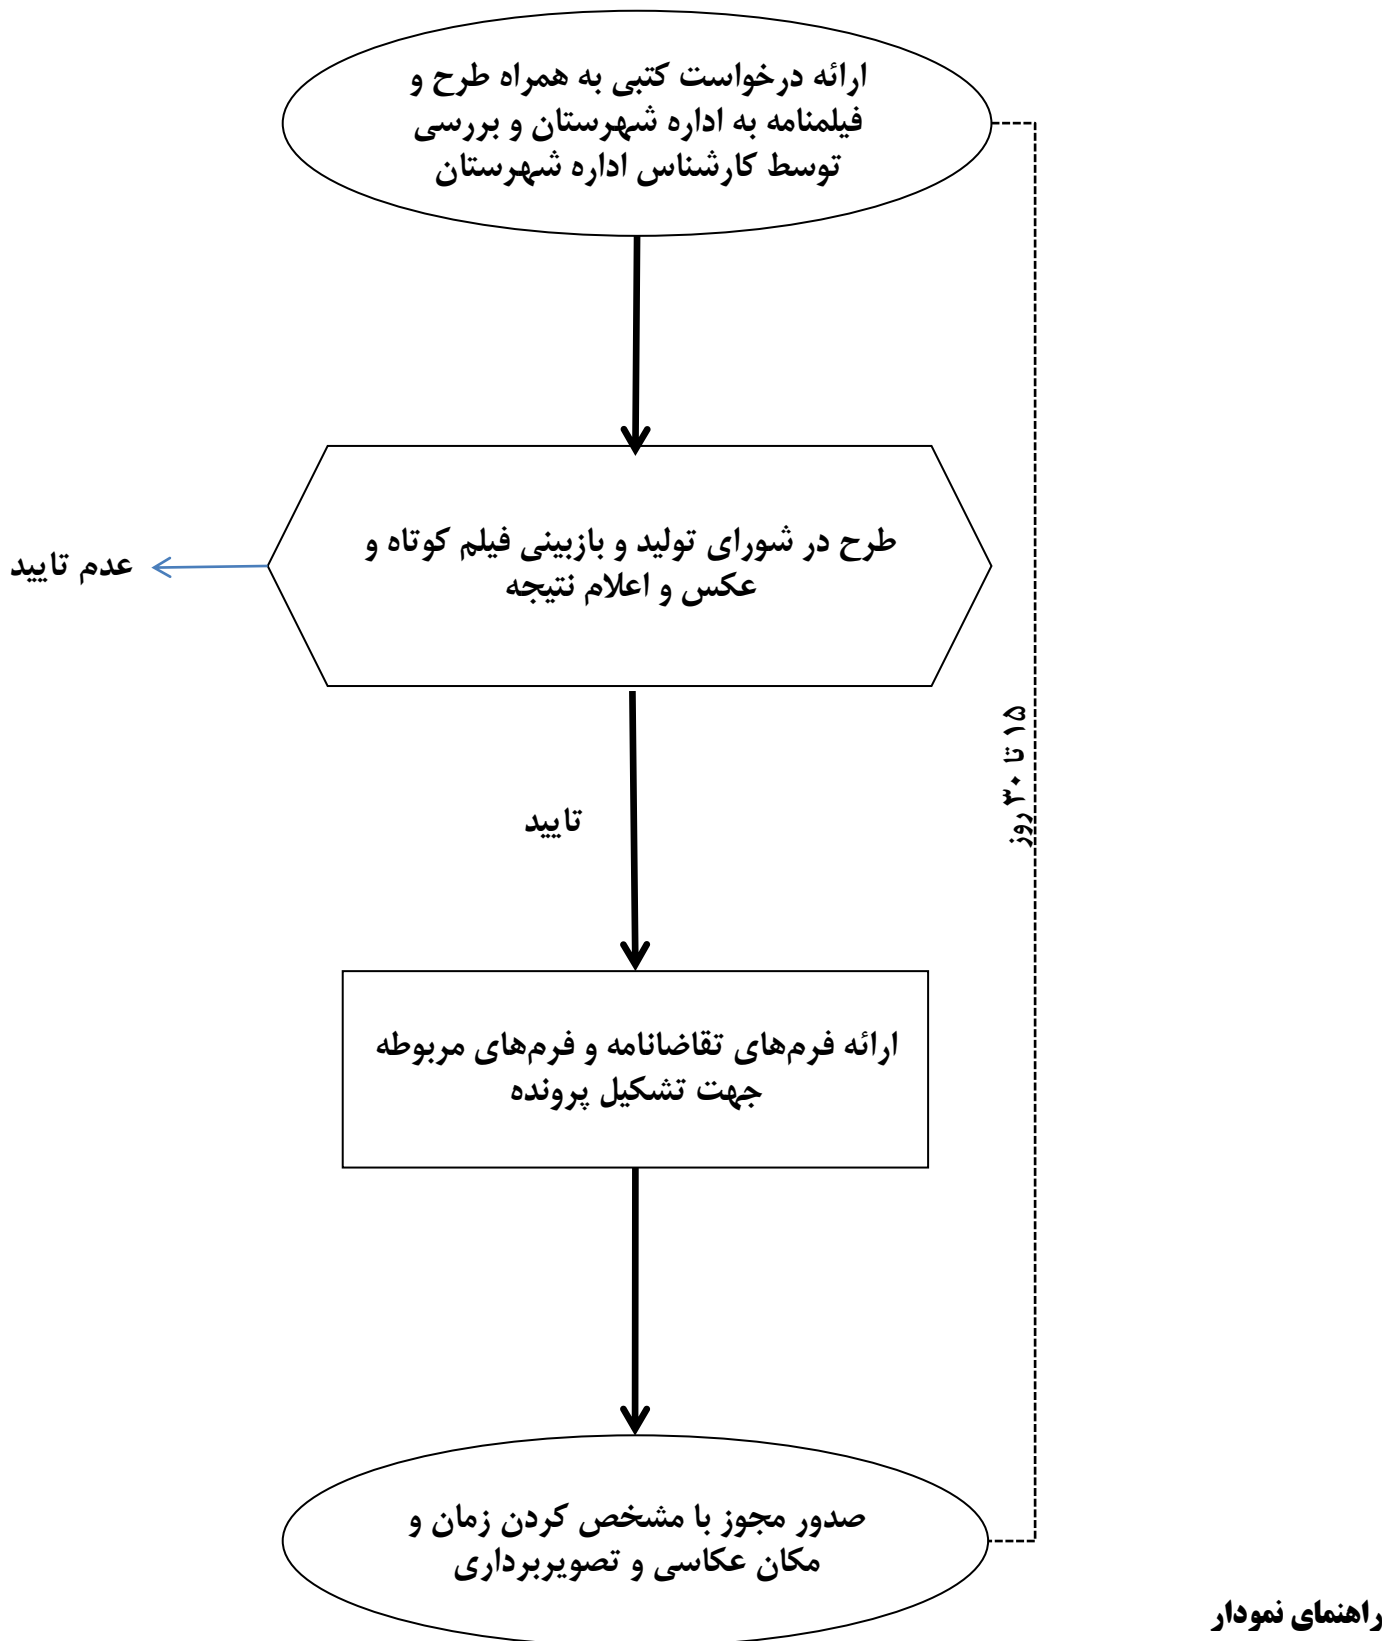 ارائه درخواست کتبی به همراه طرح و
فیلمنامه به اداره شهرستان و بررسی
توسط کارشناس اداره شهرستان
طرح در شورای تولید و بازبینی فیلم کوتاه و
عکس و اعلام نتیجه
عدم تایید
۱۵ تا ۳۰ روز
تایید
ارائه فرم‌های تقاضانامه و فرم‌های مربوطه
جهت تشکیل پرونده
صدور مجوز با مشخص کردن زمان و
مکان عکاسی و تصویربرداری
راهنمای نمودار